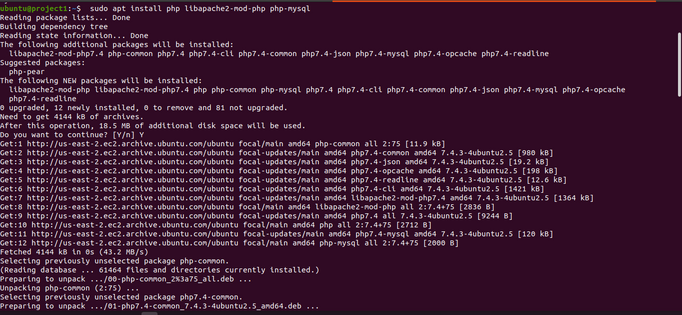 ubuntu@project1:~$ sudo apt install php libapache2-mod-php php-mysql
Reading package lists... Done
Building dependency tree
Reading state information... Done
The following additional packages will be installed:
libapache2-mod-php7.4 php-common php7.4 php7.4-cli php7.4-common php7.4-json php7.4-mysql php7.4-opcache php7.4-readline
Suggested packages:
php-pear
The following NEW packages will be installed:
libapache2-mod-php libapache2-mod-php7.4 php php-common php-mysql php7.4 php7.4-cli php7.4-common php7.4-json php7.4-mysql php7.4-opcache
php7.4-readline
0 upgraded, 12 newly installed, 0 to remove and 81 not upgraded.
Need to get 4144 kB of archives.
After this operation, 18.5 MB of additional disk space will be used.
Do you want to continue? [Y/n] Y
Get:1 http://us-east-2.ec2.archive.ubuntu.com/ubuntu focal/main amd64 php-common all 2:75 [11.9 kB]
Get:2 http://us-east-2.ec2.archive.ubuntu.com/ubuntu focal-updates/main amd64 php7.4-common amd64 7.4.3-4ubuntu2.5 [980 kB]
Get:3 http://us-east-2.ec2.archive.ubuntu.com/ubuntu focal-updates/main amd64 php7.4-json amd64 7.4.3-4ubuntu2.5 [19.2 kB]
Get:4 http://us-east-2.ec2.archive.ubuntu.com/ubuntu focal-updates/main amd64 php7.4-opcache amd64 7.4.3-4ubuntu2.5 [198 kB]
Get:5 http://us-east-2.ec2.archive.ubuntu.com/ubuntu focal-updates/main amd64 php7.4-readline amd64 7.4.3-4ubuntu2.5 [12.6 kB]
Get:6 http://us-east-2.ec2.archive.ubuntu.com/ubuntu focal-updates/main amd64 php7.4-cli amd64 7.4.3-4ubuntu2.5 [1421 kB]
Get:7 http://us-east-2.ec2.archive.ubuntu.com/ubuntu focal-updates/main amd64 libapache2-mod-php7.4 amd64 7.4.3-4ubuntu2.5 [1364 kB]
Get:8 http://us-east-2.ec2.archive.ubuntu.com/ubuntu focal/main amd64 libapache2-mod-php all 2:7.4+75 [2836 B]
Get:9 http://us-east-2.ec2.archive.ubuntu.com/ubuntu focal-updates/main amd64 php7.4 all 7.4.3-4ubuntu2.5 [9244 B]
Get:10 http://us-east-2.ec2.archive.ubuntu.com/ubuntu focal/main amd64 php all 2:7.4+75 [2712 B]
Get:11 http://us-east-2.ec2.archive.ubuntu.com/ubuntu focal-updates/main amd64 php7.4-mysql amd64 7.4.3-4ubuntu2.5 [120 kB]
Get:12 http://us-east-2.ec2.archive.ubuntu.com/ubuntu focal/main amd64 php-mysql all 2:7.4+75 [2000 B]
Fetched 4144 kB in 0s (43.2 MB/s)
Selecting previously unselected package php-common.
(Reading database ... 61464 files and directories currently installed.)
Preparing to unpack .../00-php-common_2%3a75_all.deb ...
Unpacking php-common (2:75) ...
Selecting previously unselected package php7.4-common.
Preparing to unpack .../01-php7.4-common_7.4.3-4ubuntu2.5_amd64.deb ...